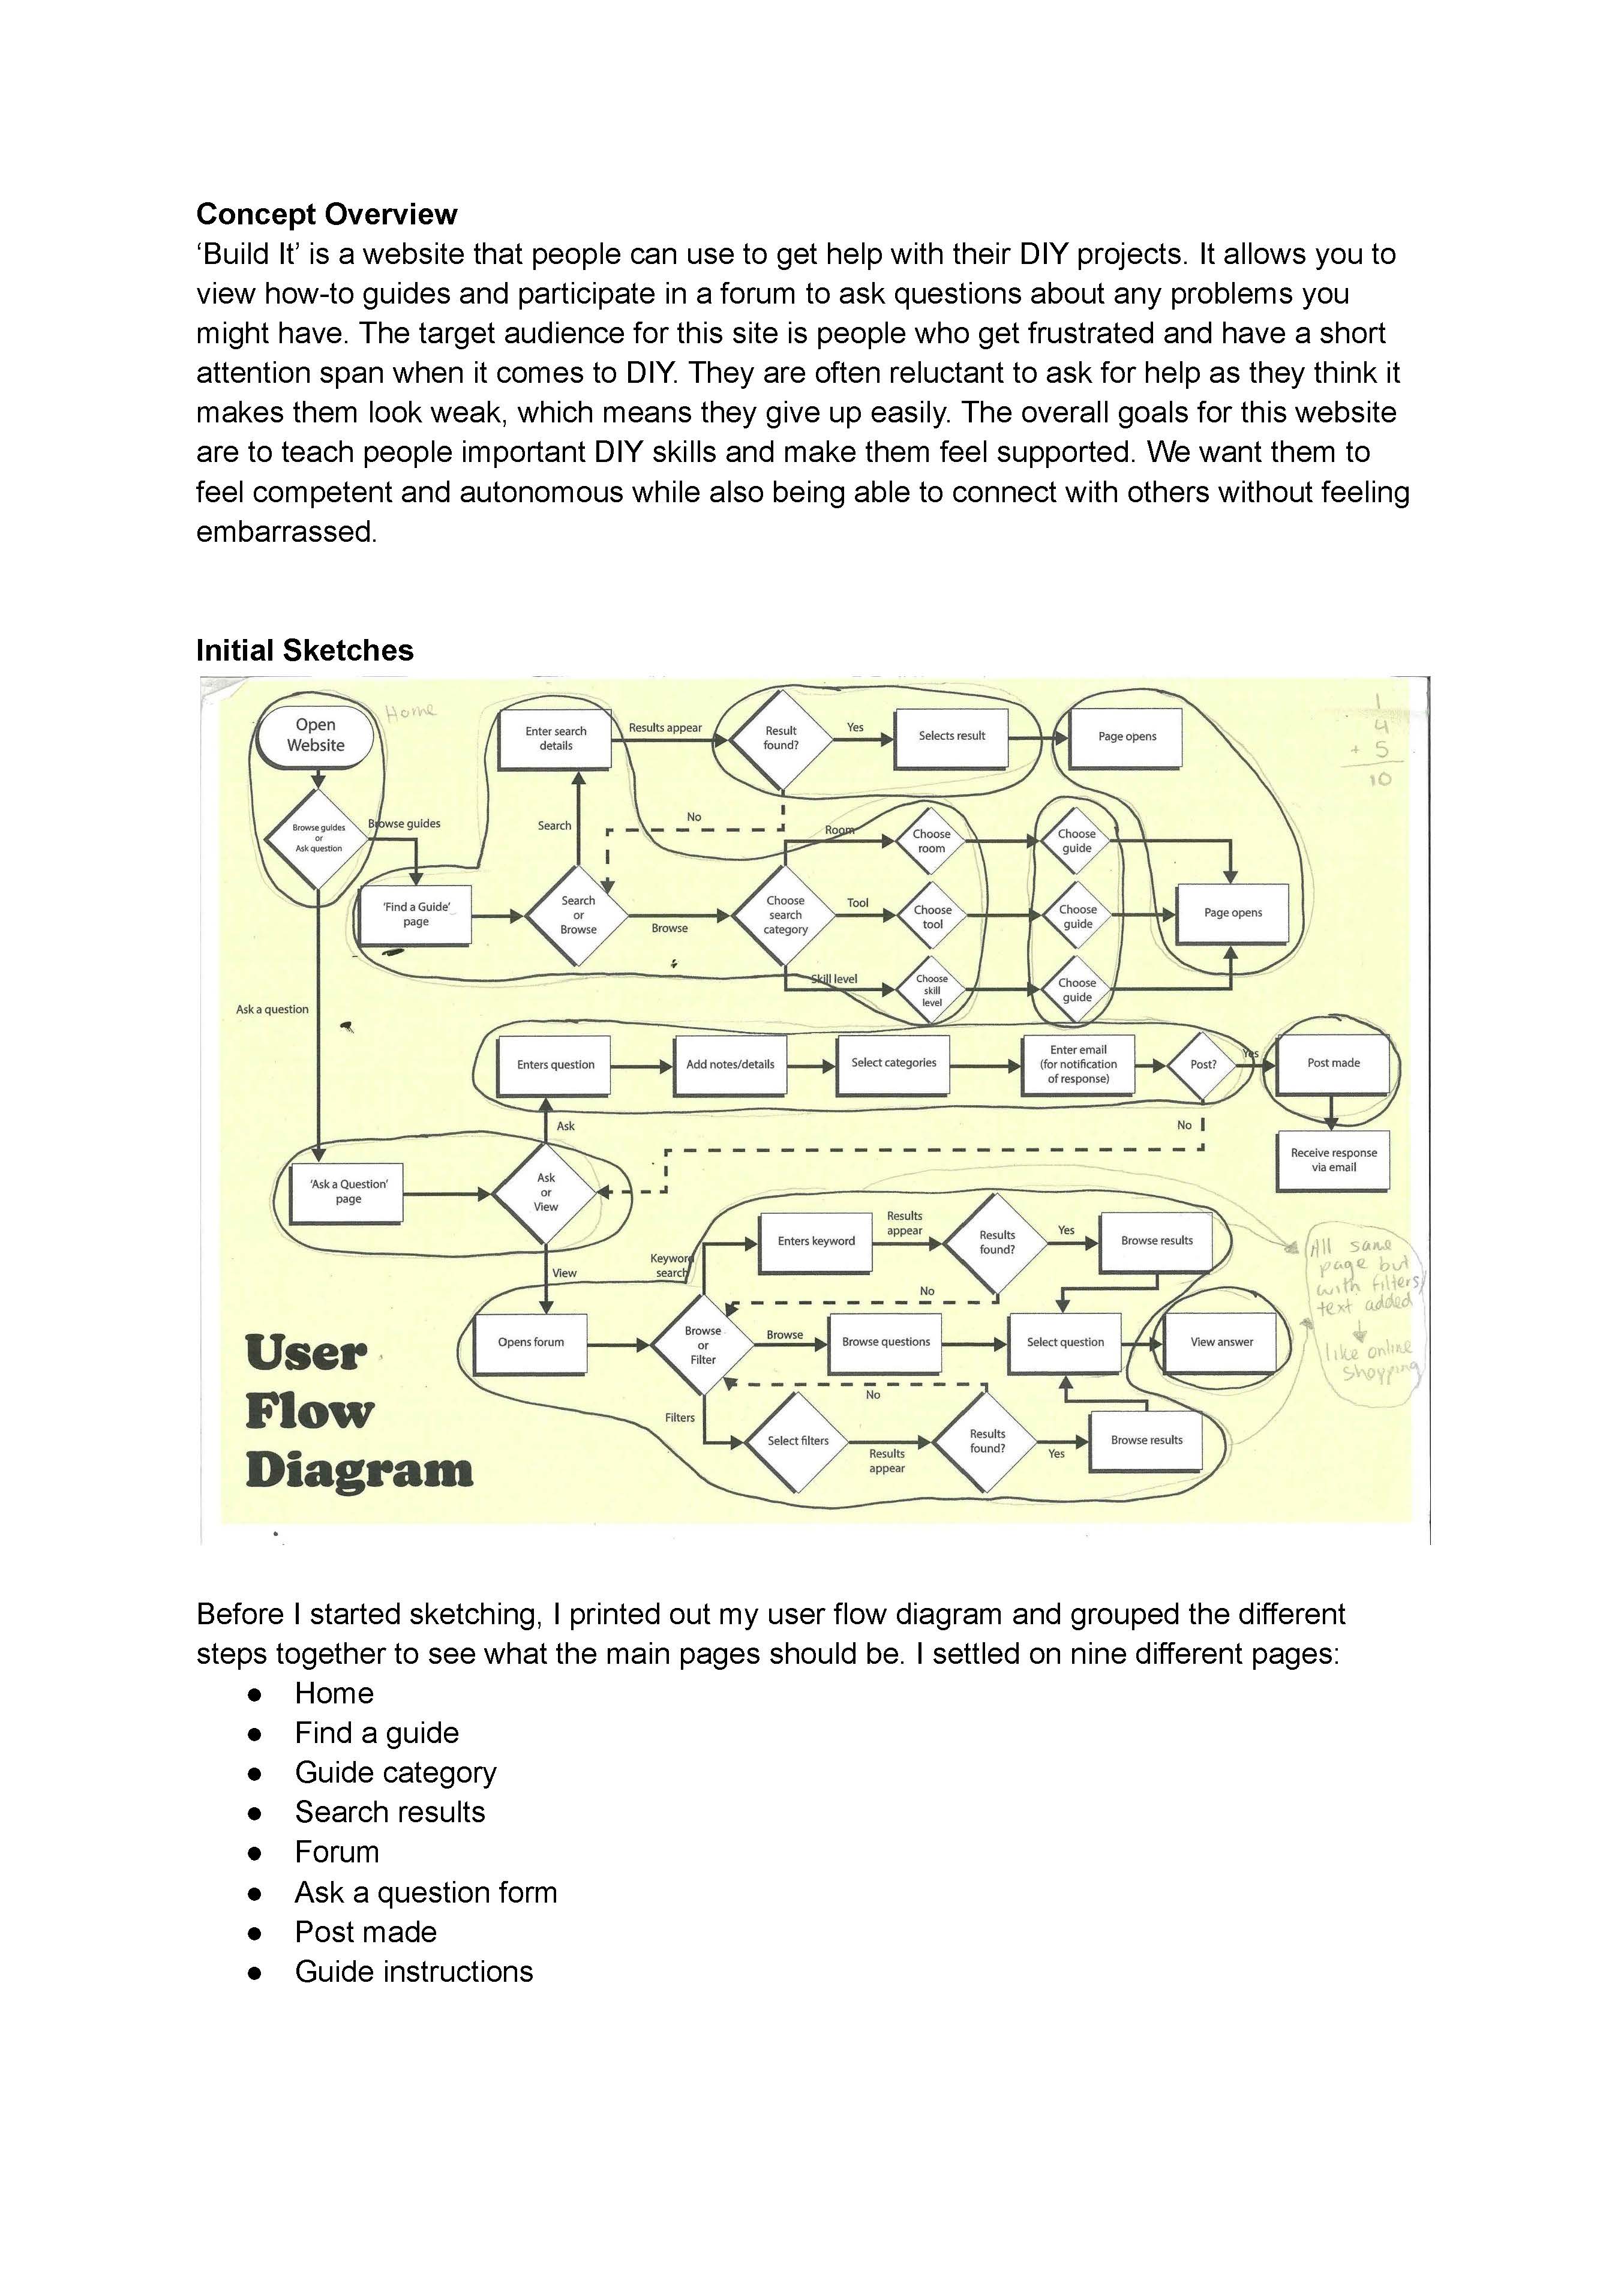 Concept Overview
‘Build It’ is a website that people can use to get help with their DIY projects. It allows you to
view how-to guides and participate in a forum to ask questions about any problems you
might have. The target audience for this site is people who get frustrated and have a short
attention span when it comes to DIY. They are often reluctant to ask for help as they think it
makes them look weak, which means they give up easily. The overall goals for this website
are to teach people important DIY skills and make them feel supported. We want them to
feel competent and autonomous while also being able to connect with others without feeling
embarrassed.
Initial Sketches
Open
Website
Home
Browse guides
or
Ask question
Browse guides
Ask a question
'Find a Guide'
page
Search
or
Browse
Search
Enter search
details
Results appear
Result
found?
Yes
Selects result
Page opens
1
4
+ 5
10
No
Browse
Choose
search
category
Room
Choose
room
Choose
guide
Tool
Choose
tool
Choose
guide
Page opens
Skill level
Choose
skill
level
Choose
guide
Enters question
Add notes/details
Select categories
Enter email
(for notification
of response)
Post?
Yes
Post made
No
Receive response
via email
Ask
'Ask a Question'
page
Ask
or
View
View
Keyword
search
Enters keyword
Results
appear
Results
found?
Yes
Browse results
No
All same
page but
with filters/
text added
like online
shopping
Opens forum
Browse
or
Filter
Browse
Browse questions
Select question
View answer
No
Filters
Select filters
Results
appear
Results
found?
Yes
Browse results
User
Flow
Diagram
Before I started sketching, I printed out my user flow diagram and grouped the different
steps together to see what the main pages should be. I settled on nine different pages:
● Home
● Find a guide
● Guide category
● Search results
● Forum
● Ask a question form
● Post made
● Guide instructions